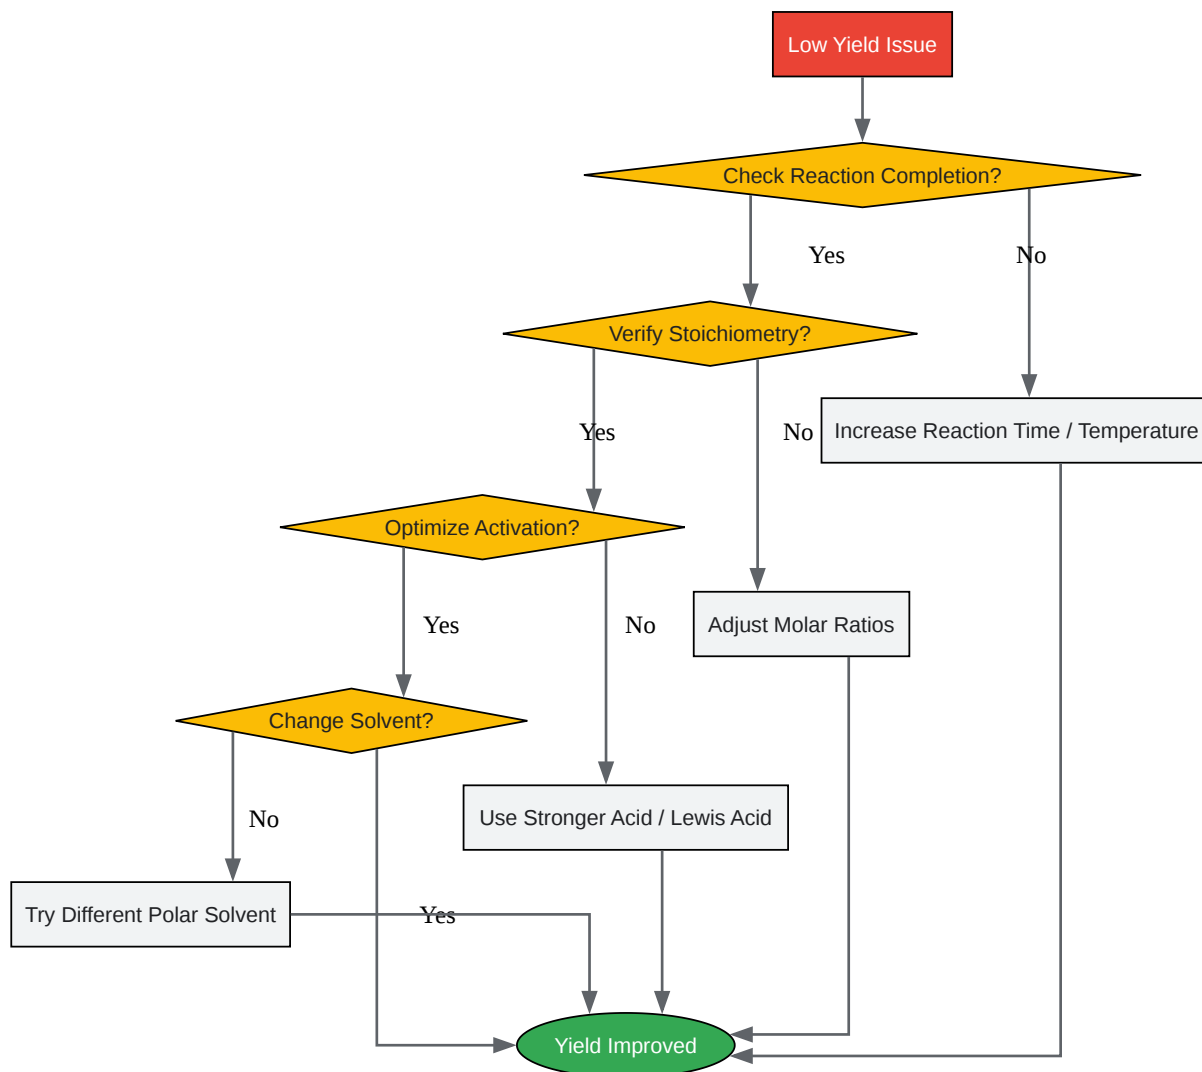 Low Yield Issue
Check Reaction Completion?
Yes
No
Verify Stoichiometry?
Yes
No
Increase Reaction Time / Temperature
Optimize Activation?
Yes
No
Adjust Molar Ratios
Change Solvent?
No
Use Stronger Acid / Lewis Acid
Try Different Polar Solvent
Yes
Yield Improved